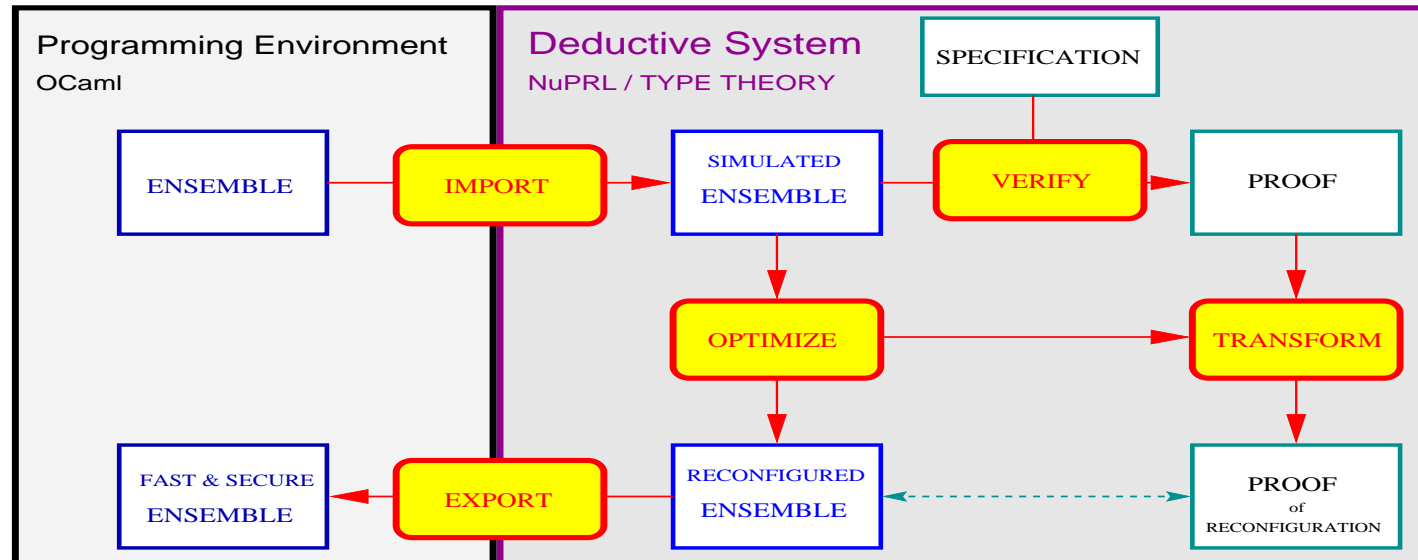 Programming Environment
OCaml
Deductive System
NuPRL / TYPE THEORY
SPECIFICATION
ENSEMBLE
IMPORT
SIMULATED
ENSEMBLE
VERIFY
PROOF
OPTIMIZE
TRANSFORM
FAST & SECURE
ENSEMBLE
EXPORT
RECONFIGURED
ENSEMBLE
PROOF
of
RECONFIGURATION